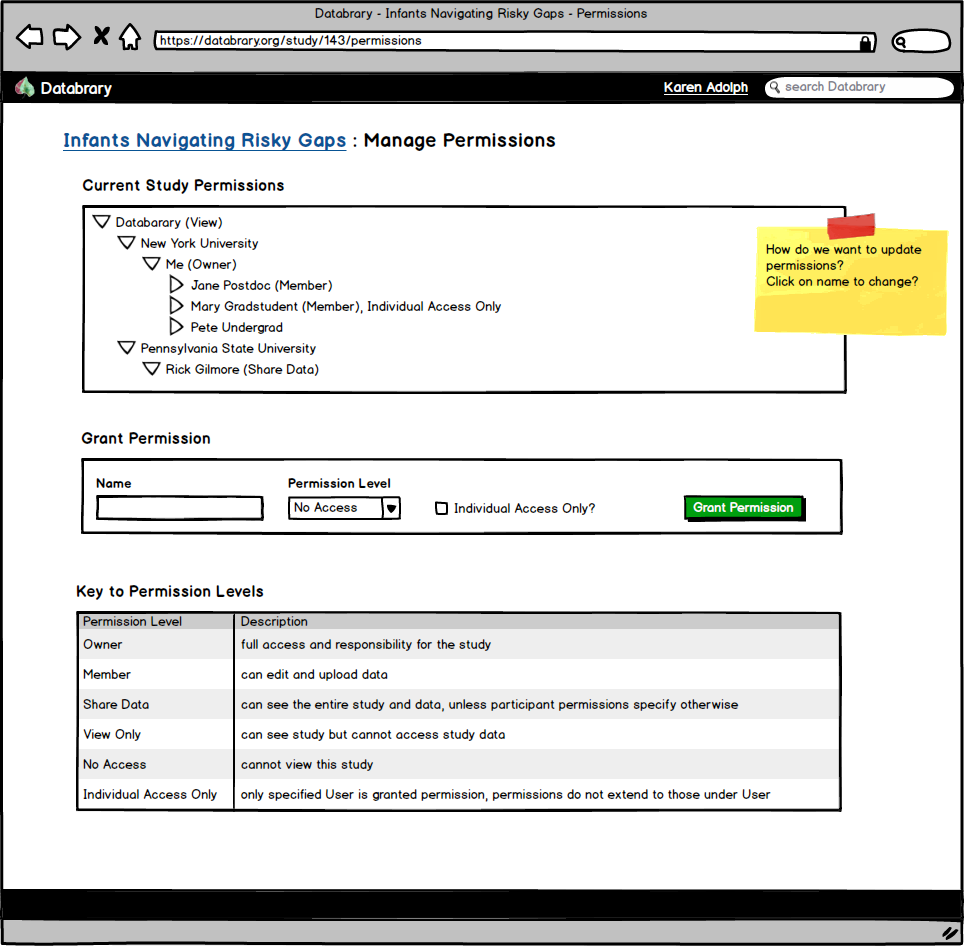 Databrary - Infants Navigating Risky Gaps - Permissions
https://databrary.org/study/143/permissions
Databrary
Karen Adolph
search Databrary
Infants Navigating Risky Gaps : Manage Permissions
Current Study Permissions
Databarary (View)
New York University
Me (Owner)
Jane Postdoc (Member)
Mary Gradstudent (Member), Individual Access Only
Pete Undergrad
Pennsylvania State University
Rick Gilmore (Share Data)
How do we want to update
permissions?
Click on name to change?
Grant Permission
Name
Permission Level
No Access
Individual Access Only?
Grant Permission
Key to Permission Levels
Permission Level Description
Owner full access and responsibility for the study
Member can edit and upload data
Share Data can see the entire study and data, unless participant permissions specify otherwise
View Only can see study but cannot access study data
No Access cannot view this study
Individual Access Only only specified User is granted permission, permissions do not extend to those under User